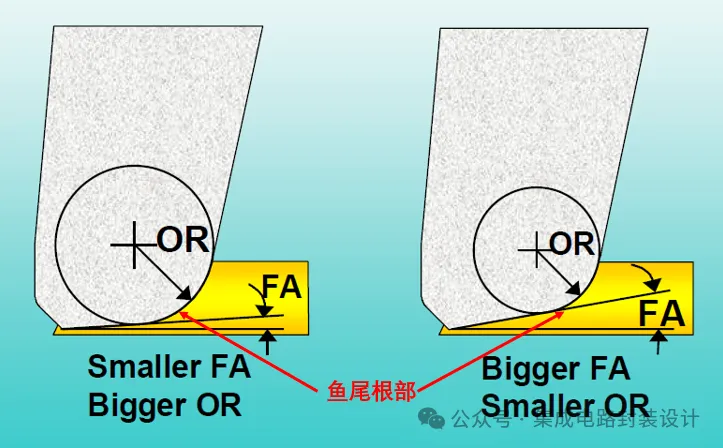 OR
FA
Smaller FA
Bigger OR
鱼尾根部
OR
FA
Bigger FA
Smaller OR
公众号·集成电路封装设计